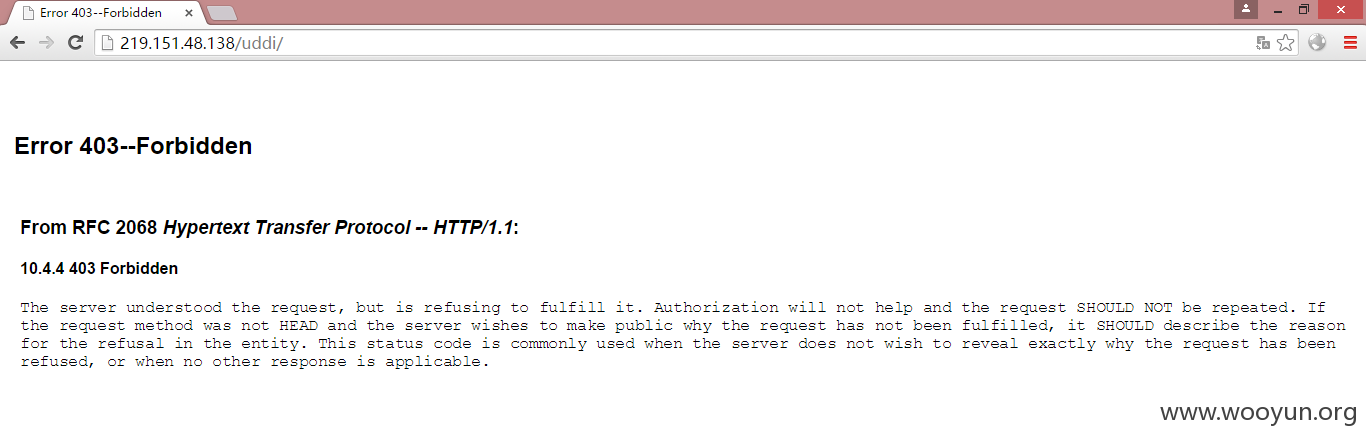 Error 403--Forbidden
219.151.48.138/uddi/
Error 403--Forbidden
From RFC 2068 Hypertext Transfer Protocol -- HTTP/1.1:
10.4.4 403 Forbidden
The server understood the request, but is refusing to fulfill it. Authorization will not help and the request SHOULD NOT be repeated. If
the request method was not HEAD and the server wishes to make public why the request has not been fulfilled, it SHOULD describe the reason
for the refusal in the entity. This status code is commonly used when the server does not wish to reveal exactly why the request has been
refused, or when no other response is applicable.
www.wooyun.org